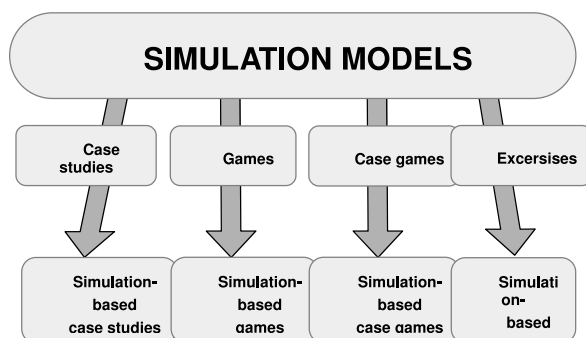 SIMULATION MODELS
Case
studies
Games
Case games
Excersises
Simulation-
based
case studies
Simulation-
based
games
Simulation-
based
case games
Simulati
on-
based